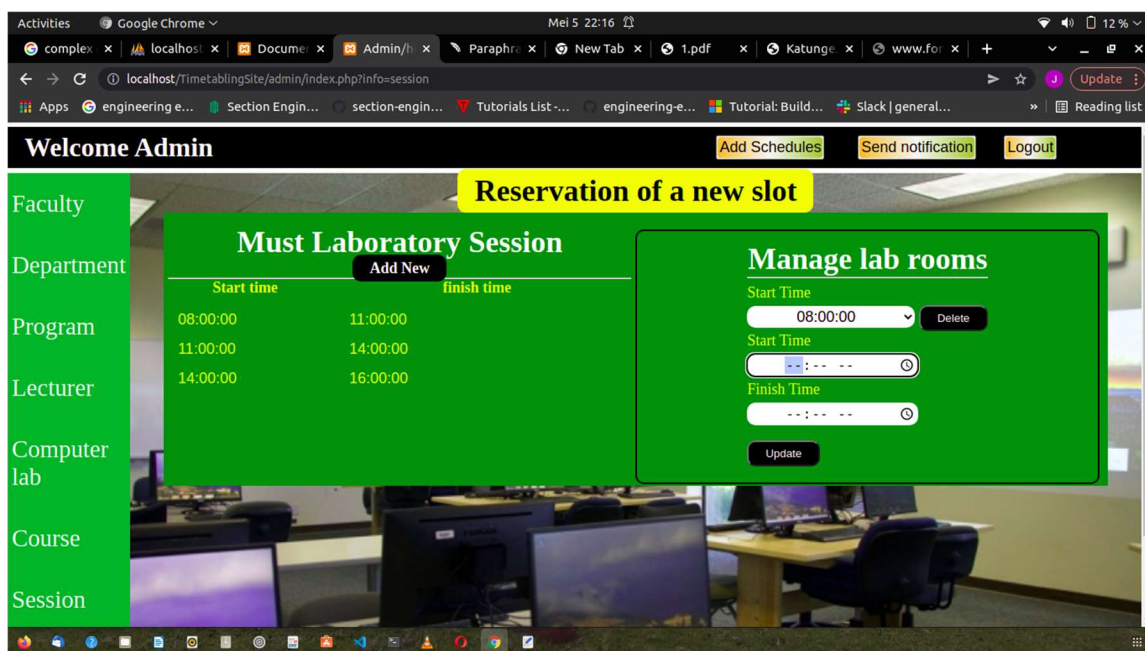 Activities Google Chrome Mei 5 22:16 12 %
complex localhost Documen Admin/h Paraphra New Tab 1.pdf Katunge. www.for
localhost/TimetablingSite/admin/index.php?info=session J Update
Apps engineering e... Section Engin... section-engin... Tutorials List -... engineering-e... Tutorial: Build... Slack | general... » Reading list
Welcome Admin Add Schedules Send notification Logout
Reservation of a new slot
Faculty
Department
Program
Lecturer
Computer
lab
Course
Session
Must Laboratory Session
Add New
Start time finish time
08:00:00 11:00:00
11:00:00 14:00:00
14:00:00 16:00:00
Manage lab rooms
Start Time
08:00:00 Delete
Start Time
--:-- --
Finish Time
--:-- --
Update